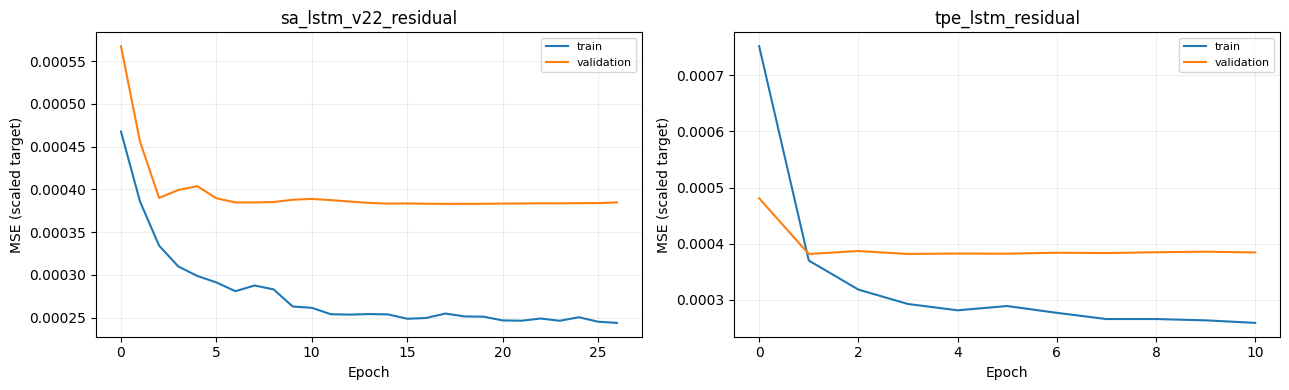 sa_lstm_v22_residual
MSE (scaled target)
0.00055
0.00050
0.00045
0.00040
0.00035
0.00030
0.00025
train
validation
0 5 10 15 20 25
Epoch
tpe_lstm_residual
MSE (scaled target)
0.0007
0.0006
0.0005
0.0004
0.0003
train
validation
0 2 4 6 8 10
Epoch